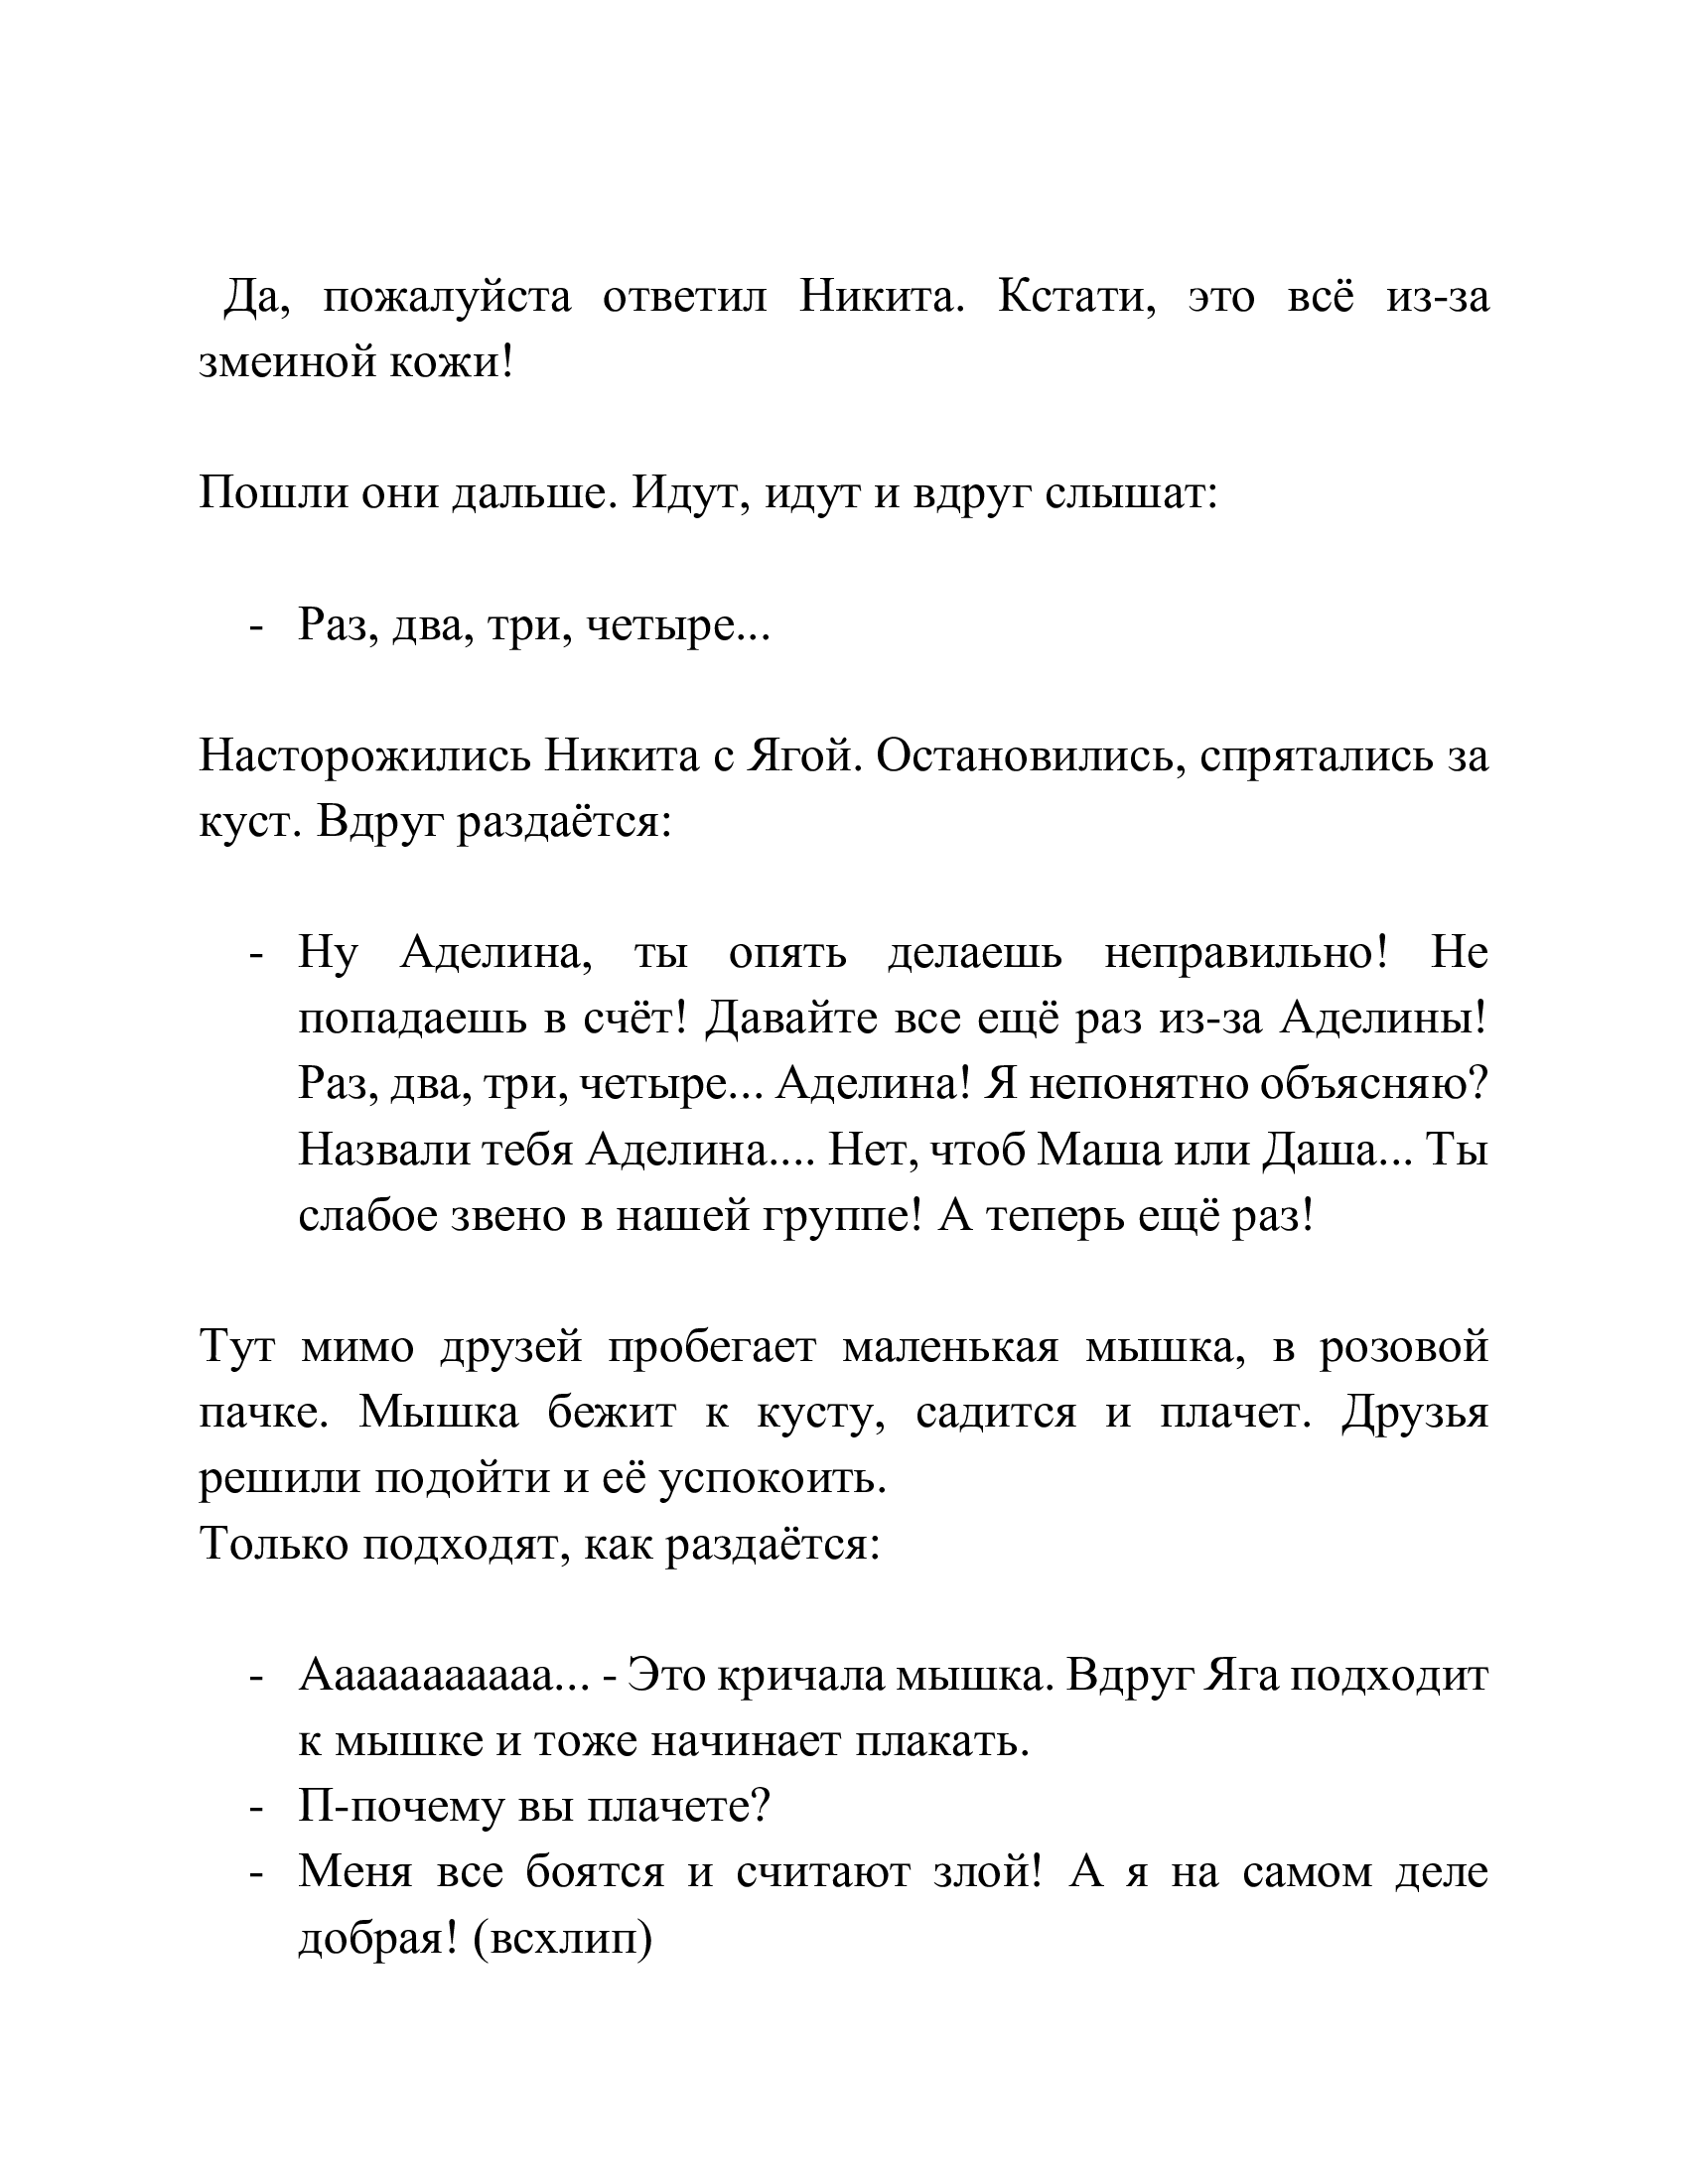 Да, пожалуйста ответил Никита. Кстати, это всё из-за
змеиной кожи!
Пошли они дальше. Идут, идут и вдруг слышат:
- Раз, два, три, четыре...
Насторожились Никита с Ягой. Остановились, спрятались за
куст. Вдруг раздаётся:
- Ну Аделина, ты опять делаешь неправильно! Не
попадаешь в счёт! Давайте все ещё раз из-за Аделины!
Раз, два, три, четыре... Аделина! Я непонятно объясняю?
Назвали тебя Аделина.... Нет, чтоб Маша или Даша... Ты
слабое звено в нашей группе! А теперь ещё раз!
Тут мимо друзей пробегает маленькая мышка, в розовой
пачке. Мышка бежит к кусту, садится и плачет. Друзья
решили подойти и её успокоить.
Только подходят, как раздаётся:
- Аааааааааааа... - Это кричала мышка. Вдруг Яга подходит
к мышке и тоже начинает плакать.
- П-почему вы плачете?
- Меня все боятся и считают злой! А я на самом деле
добрая! (всхлип)